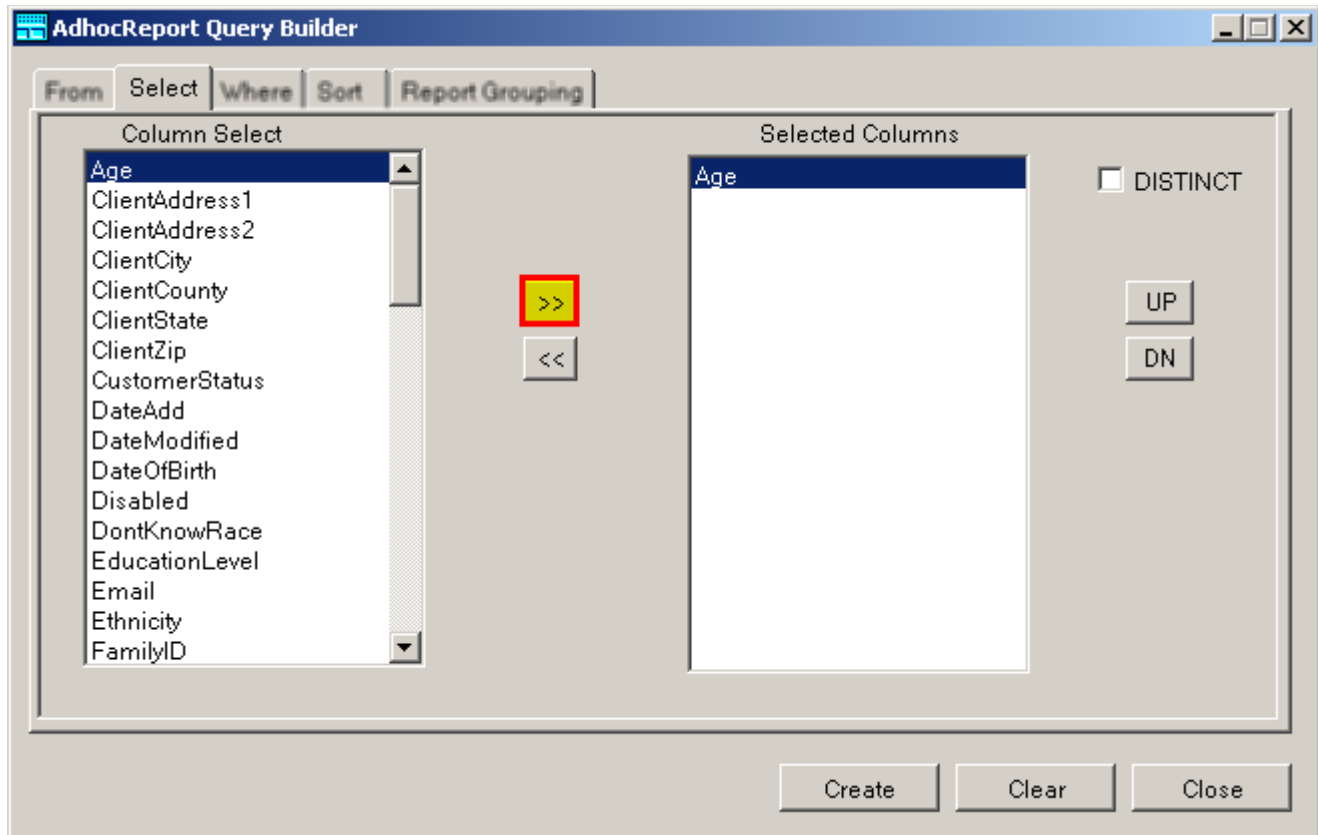 AdhocReport Query Builder
From Select Where Sort Report Grouping
Column Select
Age
ClientAddress1
ClientAddress2
ClientCity
ClientCounty
ClientState
ClientZip
CustomerStatus
DateAdd
DateModified
DateOfBirth
Disabled
DontKnowRace
EducationLevel
Email
Ethnicity
FamilyID
>>
<<
Selected Columns
Age
DISTINCT
UP
DN
Create Clear Close